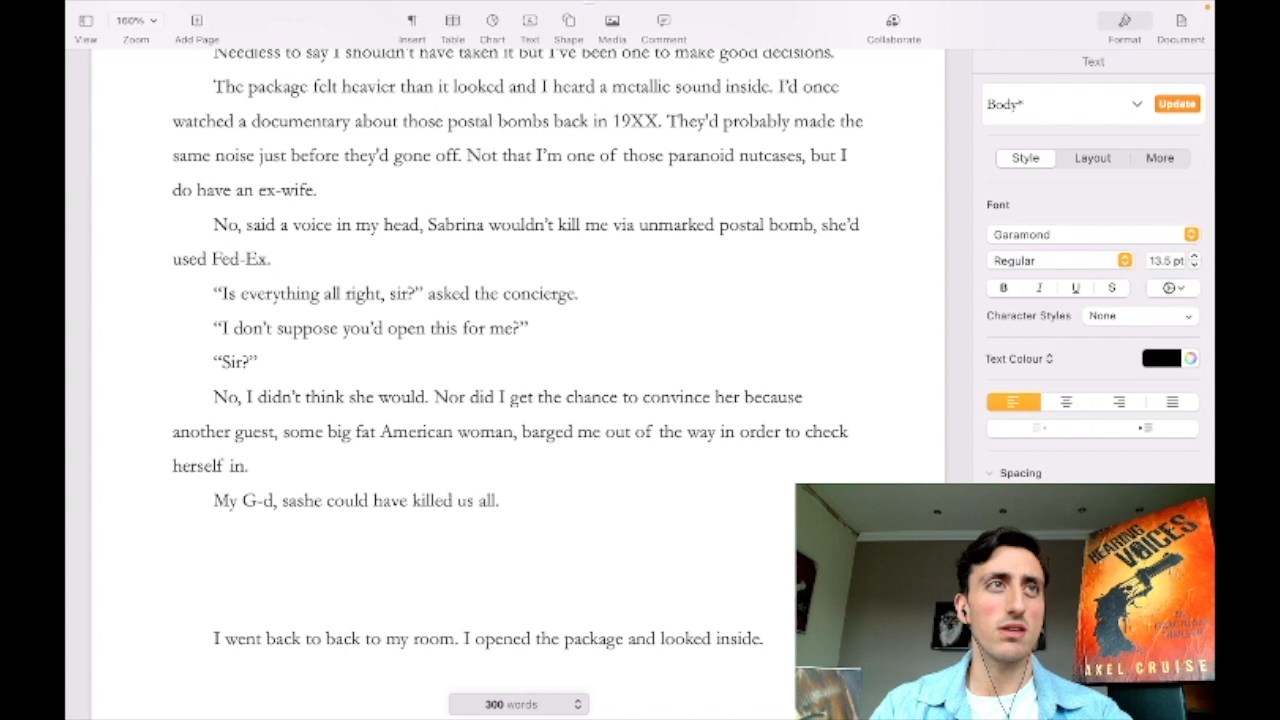 160%
View
Zoom
Add Page
Insert
Table
Chart
Text
Shape
Media
Comment
Collaborate
Format
Document
Needless to say I shouldn't have taken it but I've been one to make good decisions.
The package felt heavier than it looked and I heard a metallic sound inside. I'd once
watched a documentary about those postal bombs back in 19XX. They'd probably made the
same noise just before they'd gone off. Not that I'm one of those paranoid nutcases, but I
do have an ex-wife.
No, said a voice in my head, Sabrina wouldn't kill me via unmarked postal bomb, she'd
used Fed-Ex.
“Is everything all right, sir?” asked the concierge.
“I don't suppose you'd open this for me?”
“Sir?”
No, I didn't think she would. Nor did I get the chance to convince her because
another guest, some big fat American woman, barged me out of the way in order to check
herself in.
My G-d, sashe could have killed us all.
I went back to back to my room. I opened the package and looked inside.
300 words
Text
Body*
Update
Style Layout More
Font
Garamond
Regular
13.5 pt
B I U S
Character Styles
None
Text Colour
Spacing
HEARING
VOICES
AXEL CRUISE